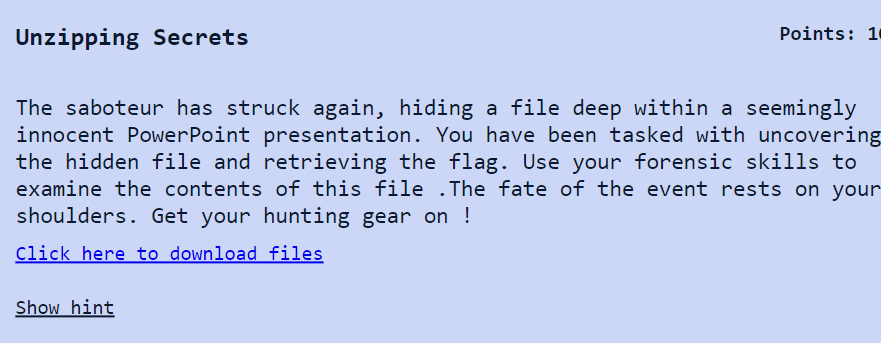 Unzipping Secrets
Points: 10
The saboteur has struck again, hiding a file deep within a seemingly
innocent PowerPoint presentation. You have been tasked with uncovering
the hidden file and retrieving the flag. Use your forensic skills to
examine the contents of this file .The fate of the event rests on your
shoulders. Get your hunting gear on !
Click here to download files
Show hint